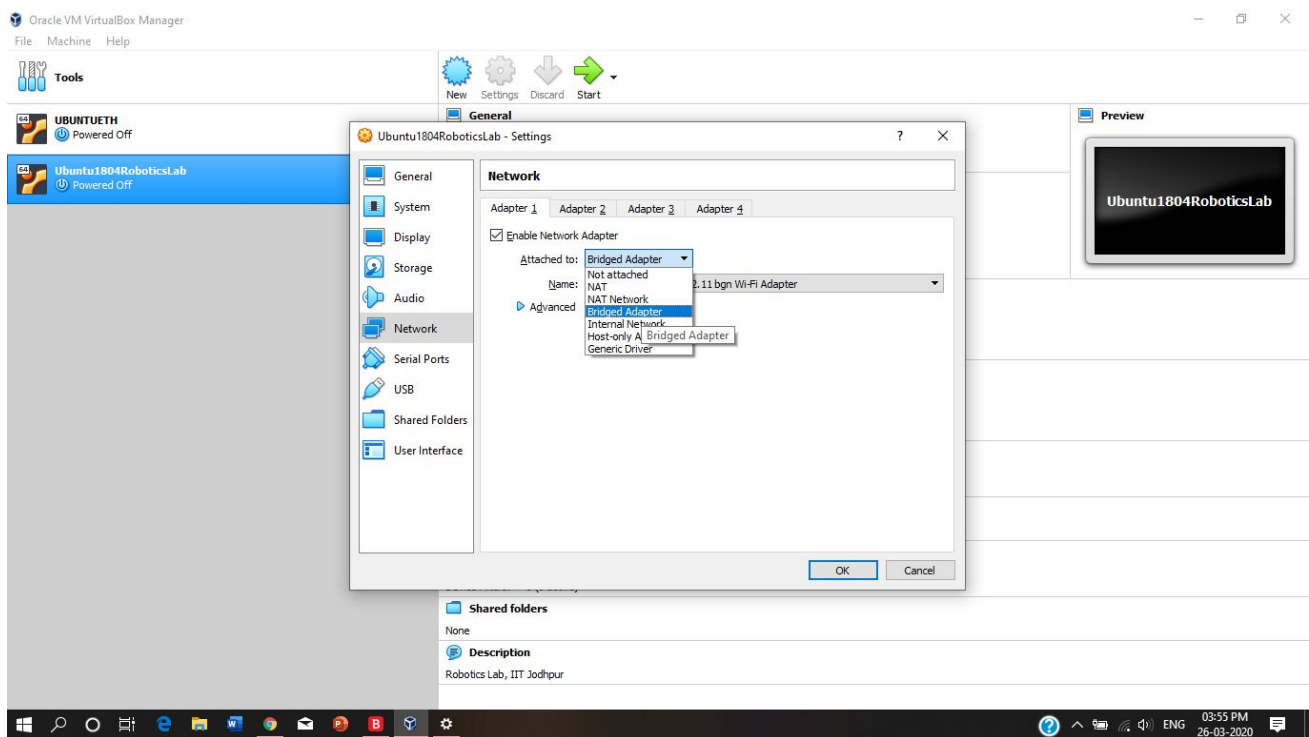 Oracle VM VirtualBox Manager
File Machine Help
Tools
New Settings Discard Start
64 UBUNTUETH
Powered Off
64 Ubuntu1804RoboticsLab
Powered Off
General
Preview
Ubuntu1804RoboticsLab
Ubuntu1804RoboticsLab - Settings
? 
General
System
Display
Storage
Audio
Network
Serial Ports
USB
Shared Folders
User Interface
Network
Adapter 1 Adapter 2 Adapter 3 Adapter 4
Enable Network Adapter
Attached to: Bridged Adapter
Not attached
NAT
NAT Network
Bridged Adapter
Internal Network
Host-only A
Generic Driver
Bridged Adapter
Name: 2.11bgn Wi-Fi Adapter
Advanced
OK Cancel
Shared folders
None
Description
Robotics Lab, IIT Jodhpur
ENG
03:55 PM
26-03-2020